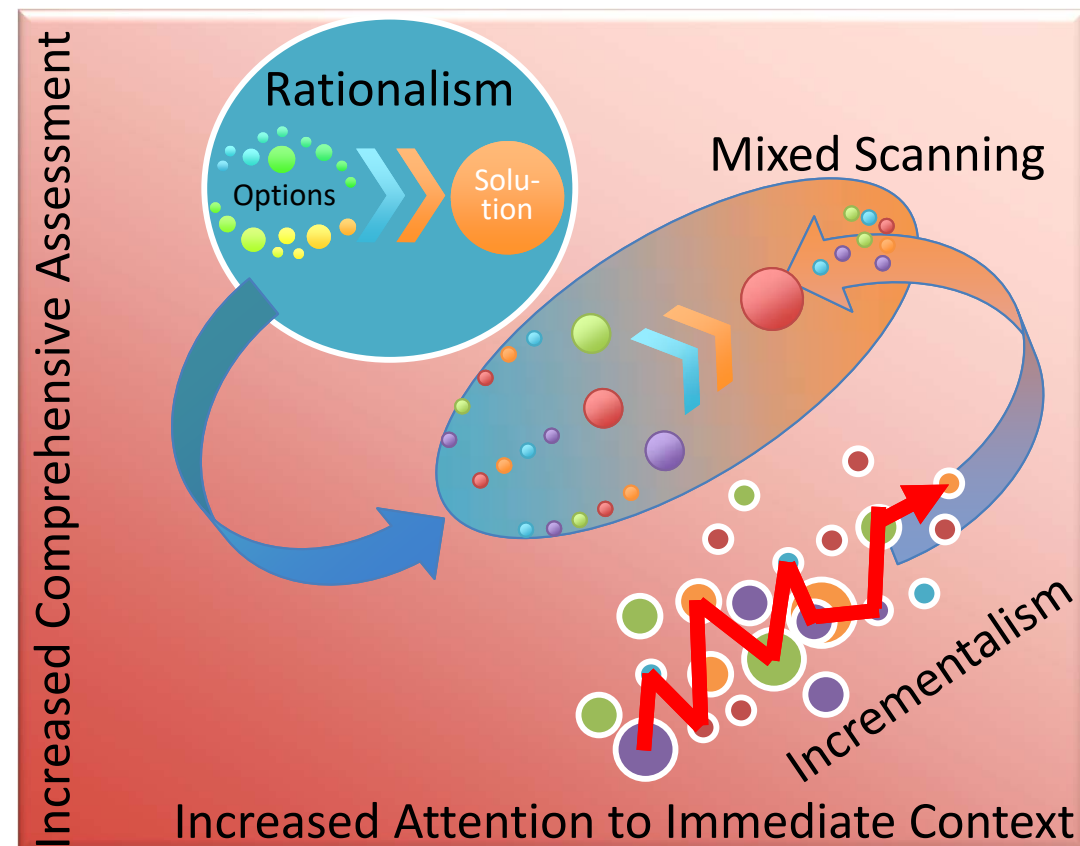 Increased Comprehensive Assessment
Rationalism
Options
Solu-
tion
Mixed Scanning
Incrementalism
Increased Attention to Immediate Context